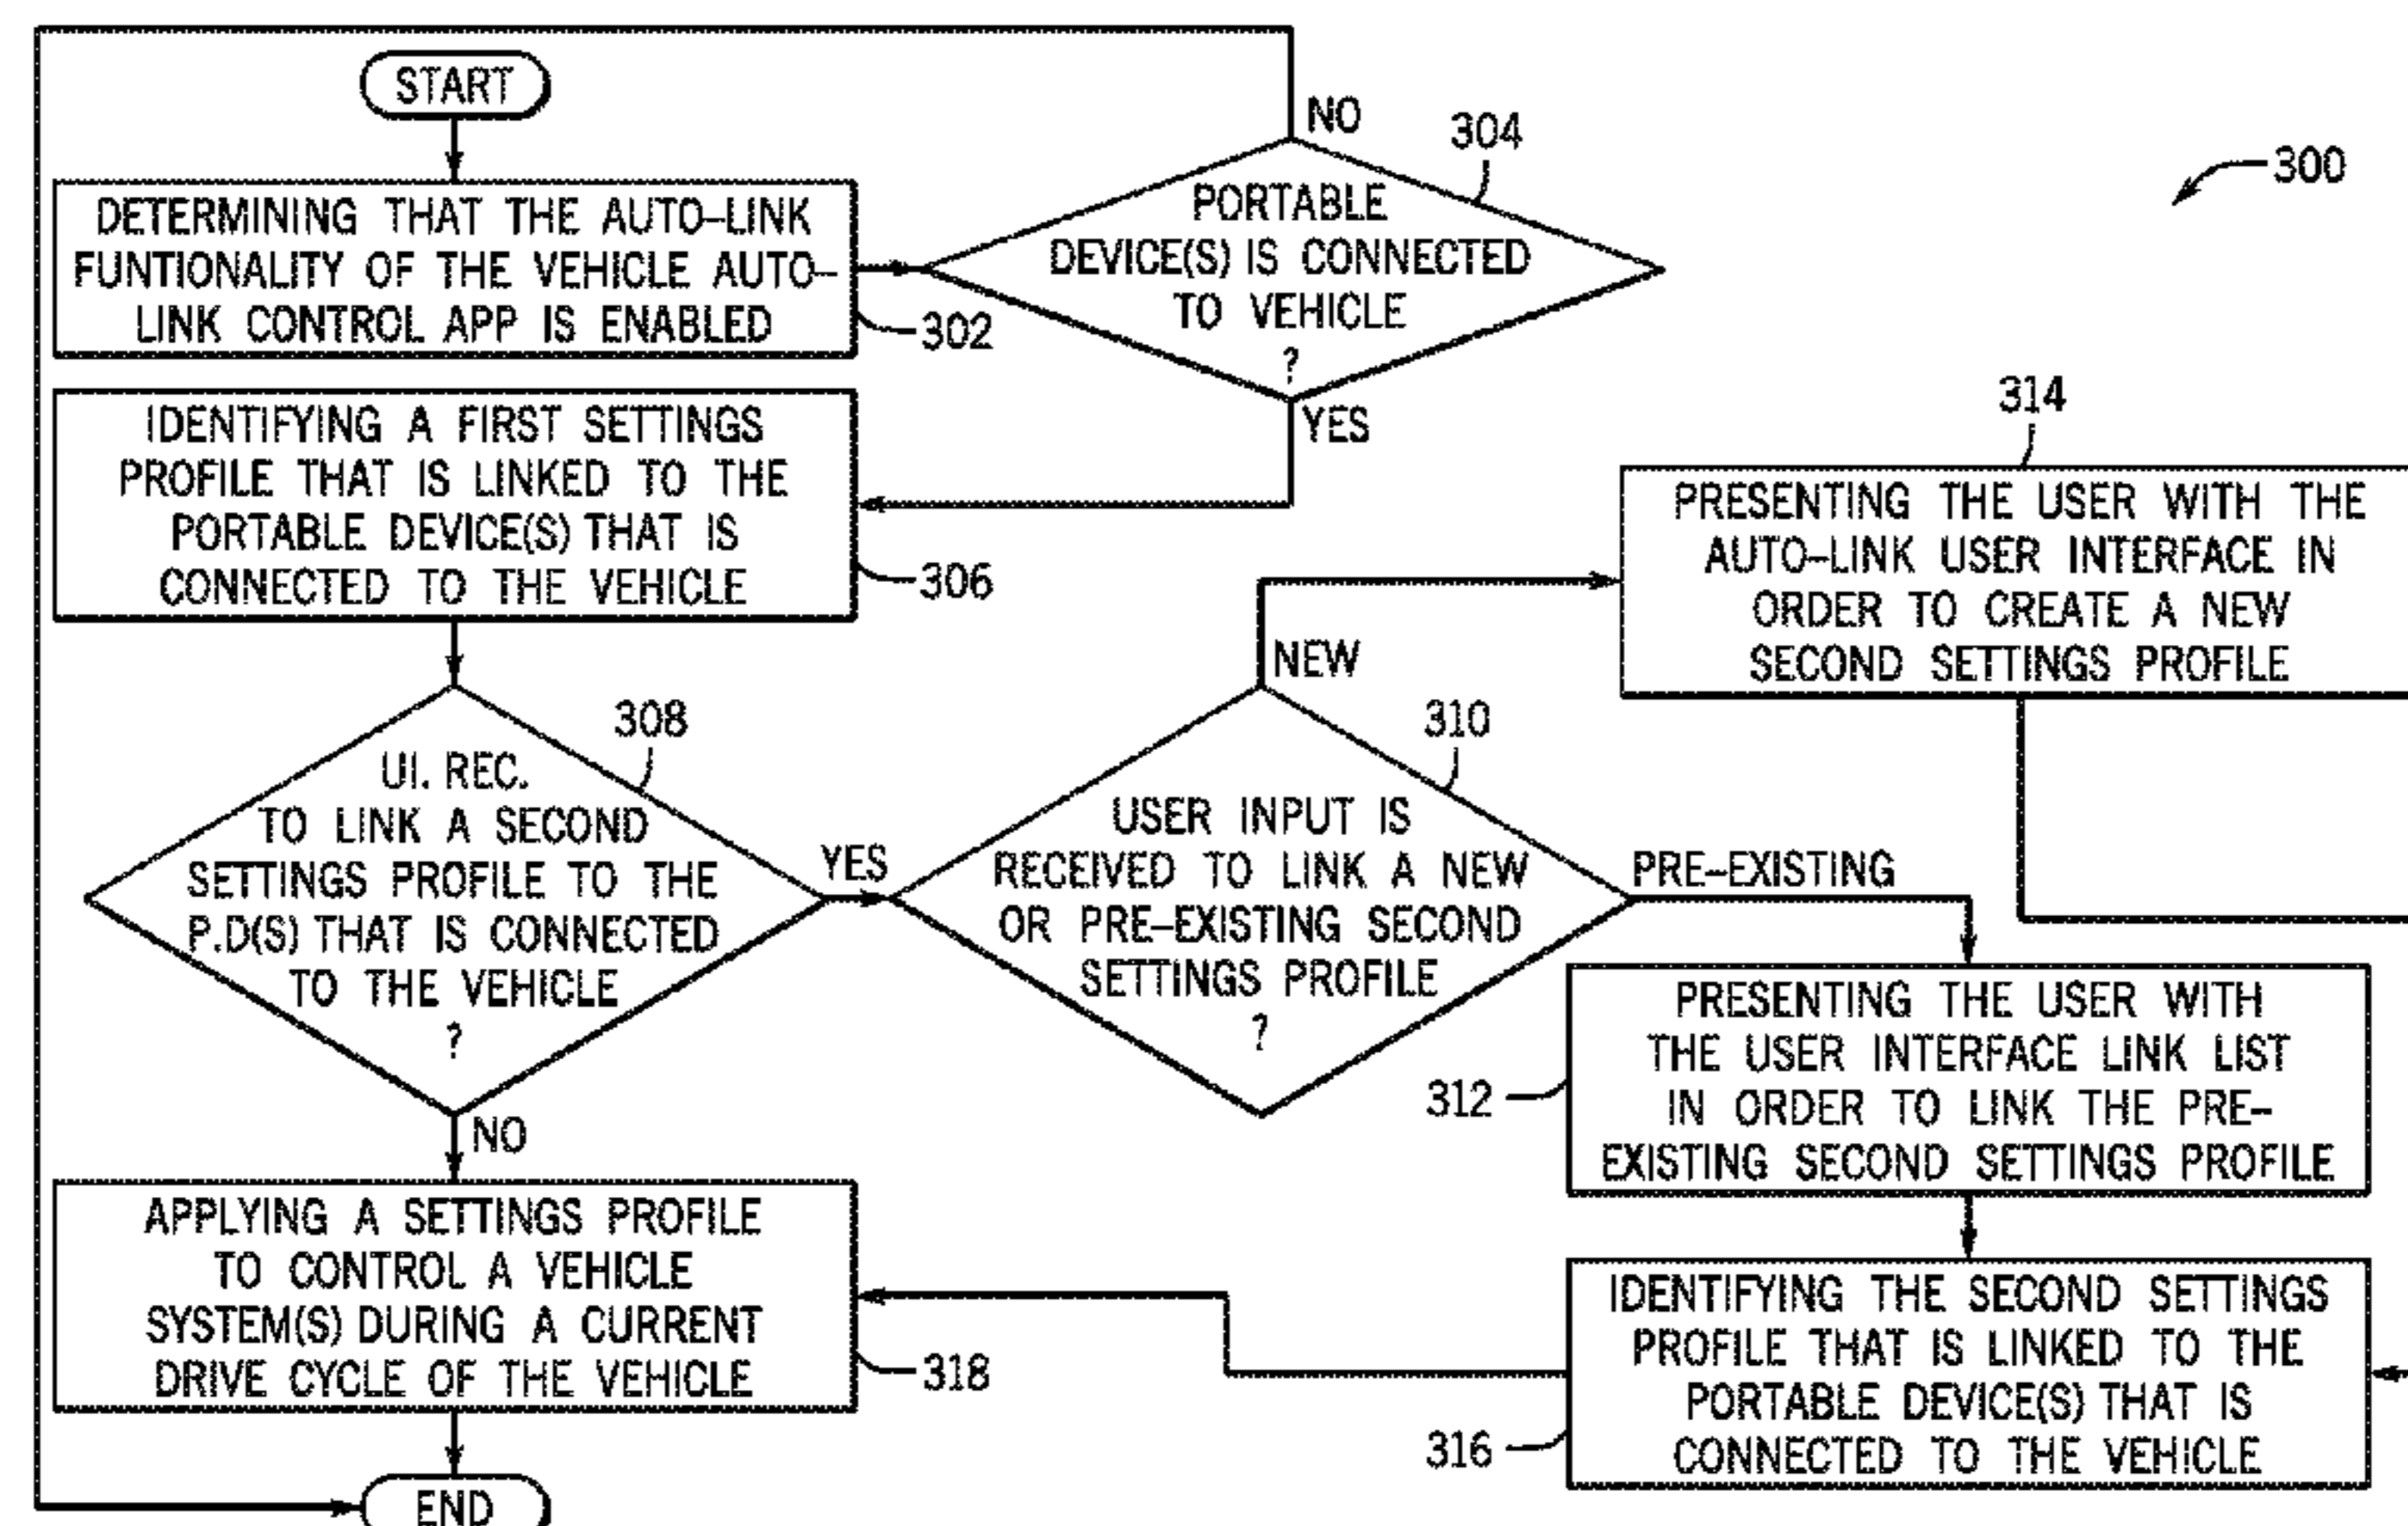 START
DETERMINING THAT THE AUTO-LINK
FUNTIONALITY OF THE VEHICLE AUTO-
LINK CONTROL APP IS ENABLED
302
NO
304
PORTABLE
DEVICE(S) IS CONNECTED
TO VEHICLE
?
YES
300
IDENTIFYING A FIRST SETTINGS
PROFILE THAT IS LINKED TO THE
PORTABLE DEVICE(S) THAT IS
CONNECTED TO THE VEHICLE
306
308
UI. REC.
TO LINK A SECOND
SETTINGS PROFILE TO THE
P.D(S) THAT IS CONNECTED
TO THE VEHICLE
?
YES
NO
310
NEW
USER INPUT IS
RECEIVED TO LINK A NEW
OR PRE-EXISTING SECOND
SETTINGS PROFILE
?
PRE-EXISTING
314
PRESENTING THE USER WITH THE
AUTO-LINK USER INTERFACE IN
ORDER TO CREATE A NEW
SECOND SETTINGS PROFILE
312
PRESENTING THE USER WITH
THE USER INTERFACE LINK LIST
IN ORDER TO LINK THE PRE-
EXISTING SECOND SETTINGS PROFILE
316
IDENTIFYING THE SECOND SETTINGS
PROFILE THAT IS LINKED TO THE
PORTABLE DEVICE(S) THAT IS
CONNECTED TO THE VEHICLE
APPLYING A SETTINGS PROFILE
TO CONTROL A VEHICLE
SYSTEM(S) DURING A CURRENT
DRIVE CYCLE OF THE VEHICLE
318
END